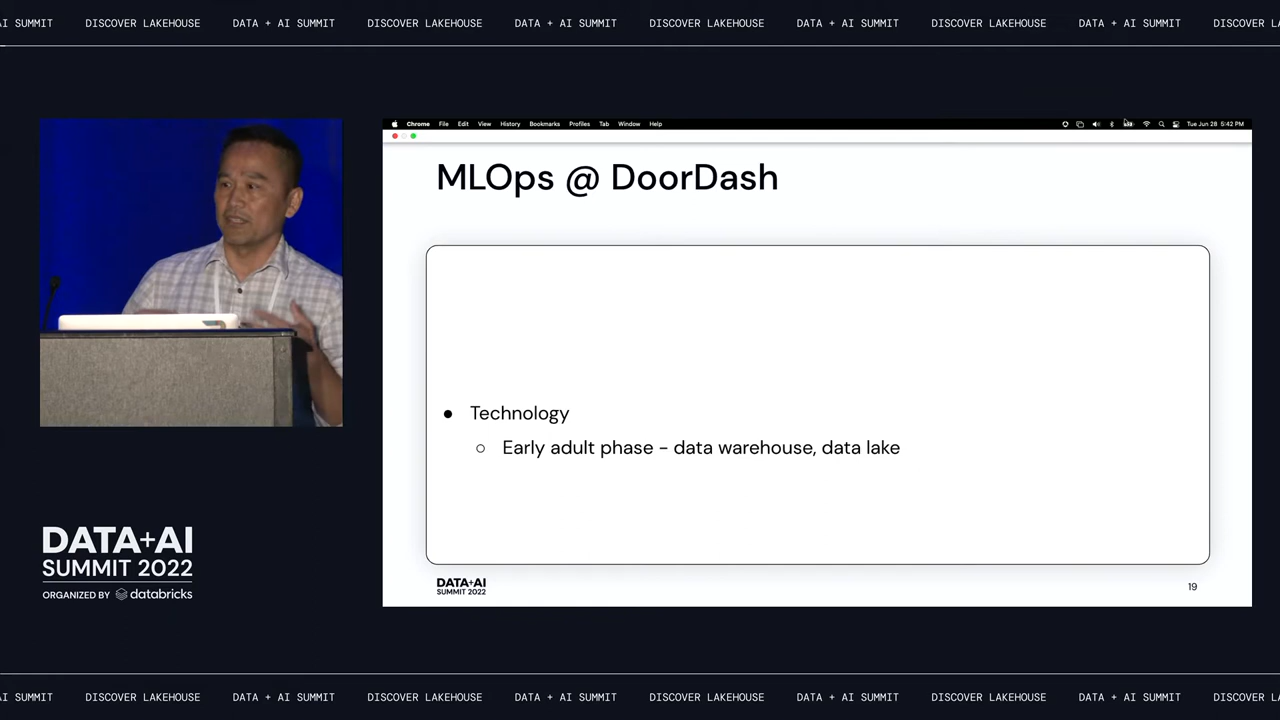 AI SUMMIT DISCOVER LAKEHOUSE DATA + AI SUMMIT DISCOVER LAKEHOUSE DATA + AI SUMMIT DISCOVER LAKEHOUSE DATA + AI SUMMIT DISCOVER LAKEHOUSE DATA + AI SUMMIT DISCOVER L
Chrome File Edit View History Bookmarks Profiles Tab Window Help Tue Jun 28 5:42 PM
MLOps @ DoorDash
● Technology
○ Early adult phase - data warehouse, data lake
DATA+AI
SUMMIT 2022
19
DATA+AI
SUMMIT 2022
ORGANIZED BY databricks
AI SUMMIT DISCOVER LAKEHOUSE DATA + AI SUMMIT DISCOVER LAKEHOUSE DATA + AI SUMMIT DISCOVER LAKEHOUSE DATA + AI SUMMIT DISCOVER LAKEHOUSE DATA + AI SUMMIT DISCOVER L